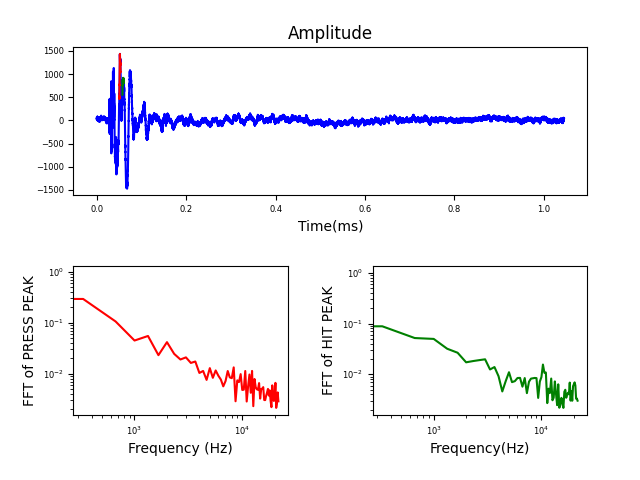 Amplitude
1500
1000
500
0
−500
−1000
−1500
0.0 0.2 0.4 0.6 0.8 1.0
Time(ms)
FFT of PRESS PEAK
10⁰
10⁻¹
10⁻²
10³ 10⁴
Frequency (Hz)
FFT of HIT PEAK
10⁰
10⁻¹
10⁻²
10³ 10⁴
Frequency(Hz)